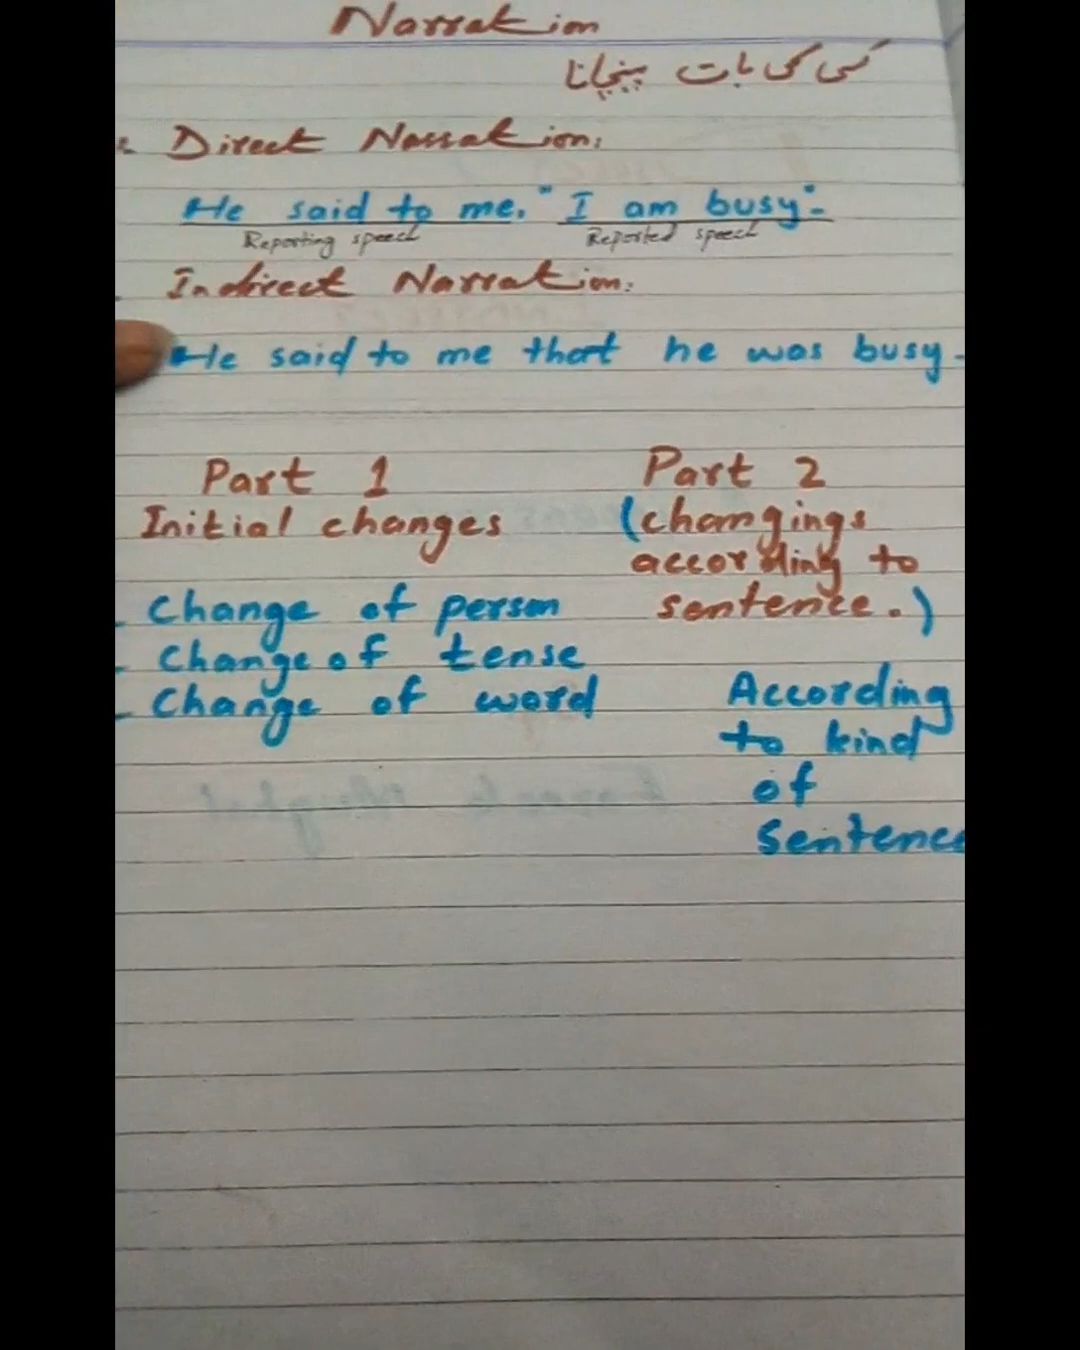 Narration
کسی کی بات پہنچانا
Direct Narration:
He said to me. "I am busy".
Reporting speech Reported speech
Indirect Narration:
He said to me that he was busy.
Part 1
Initial changes
Change of person
Change of tense
Change of word
Part 2
(changings
according to
sentence.)
According
to kind
of
Sentence